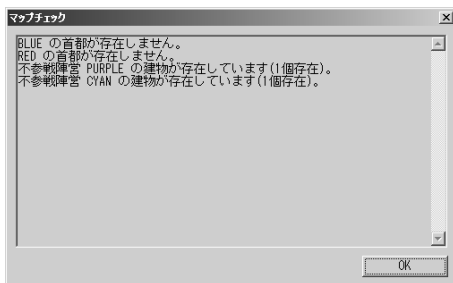 マップチェック
BLUE の首都が存在しません。
RED の首都が存在しません。
不参戦陣営 PURPLE の建物が存在しています(1個存在)。
不参戦陣営 CYAN の建物が存在しています(1個存在)。
OK